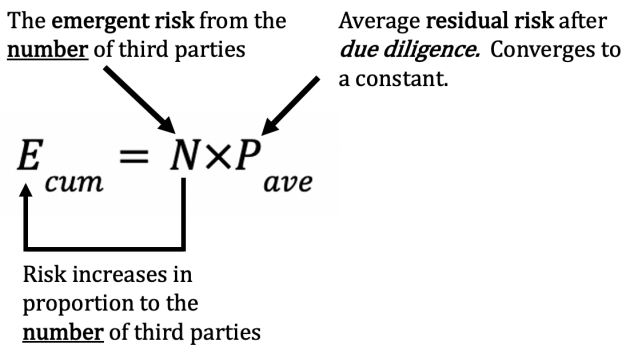 The emergent risk from the
number of third parties
Average residual risk after
due diligence. Converges to
a constant.
E cum = N×P ave
Risk increases in
proportion to the
number of third parties